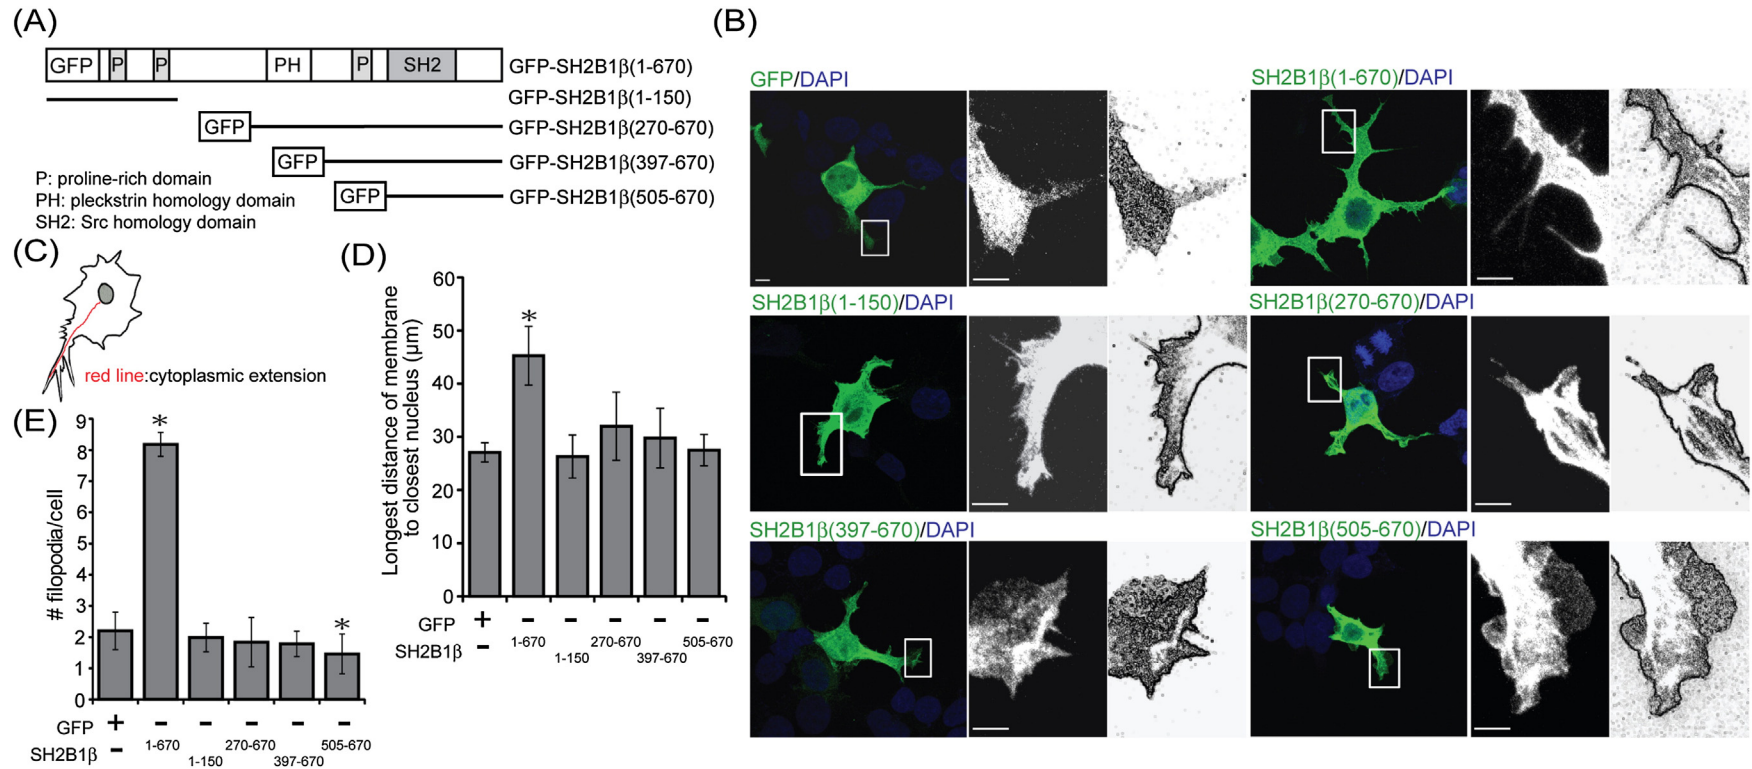 (A)
GFP P P PH P SH2 GFP-SH2B1β(1-670)
GFP-SH2B1β(1-150)
GFP GFP-SH2B1β(270-670)
GFP GFP-SH2B1β(397-670)
GFP GFP-SH2B1β(505-670)
P: proline-rich domain
PH: pleckstrin homology domain
SH2: Src homology domain
(B)
GFP/DAPI
SH2B1β(1-670)/DAPI
SH2B1β(1-150)/DAPI
SH2B1β(270-670)/DAPI
SH2B1β(397-670)/DAPI
SH2B1β(505-670)/DAPI
(C)
red line:cytoplasmic extension
(D)
Longest distance of membrane
to closest nucleus (μm)
60
50
40
30
20
10
0
*
GFP + - - - - -
SH2B1β - 1-670 1-150 270-670 397-670 505-670
(E)
# filopodia/cell
9
8
7
6
5
4
3
2
1
0
* *
GFP + - - - - -
SH2B1β - 1-670 1-150 270-670 397-670 505-670